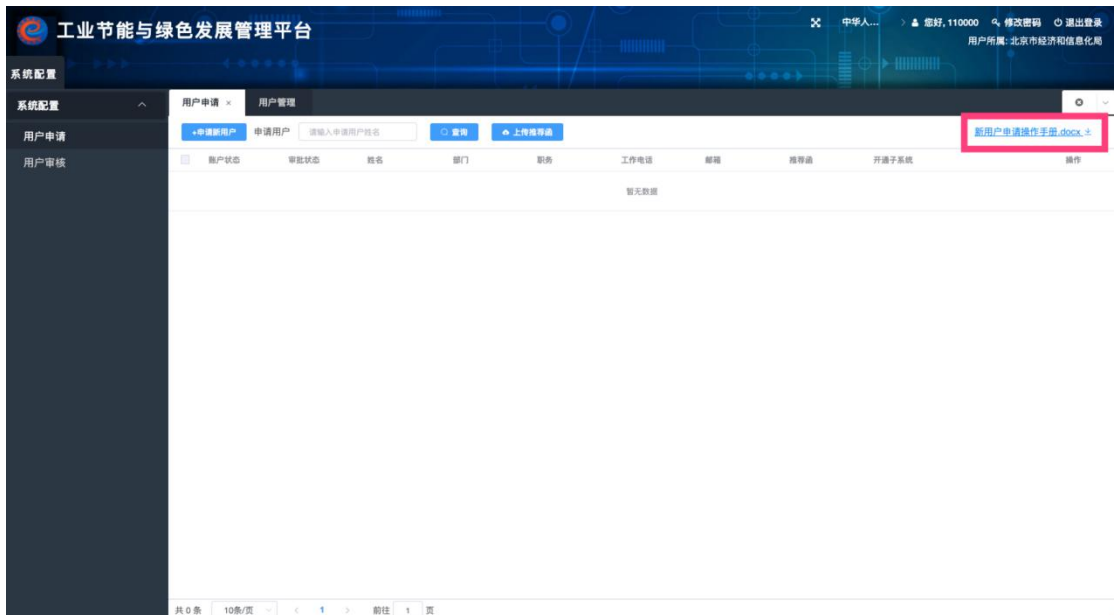 工业节能与绿色发展管理平台
中华人... > 您好, 110000 修改密码 退出登录
用户所属: 北京市经济和信息化局
系统配置
系统配置
用户申请 ×
用户管理
用户申请
+申请新用户 申请用户 请输入申请用户姓名 查询 上传推荐函 新用户申请操作手册.docx
用户审核
账户状态 审批状态 姓名 部门 职务 工作电话 邮箱 推荐函 开通子系统 操作
暂无数据
共 0 条 10条/页 < 1 > 前往 1 页